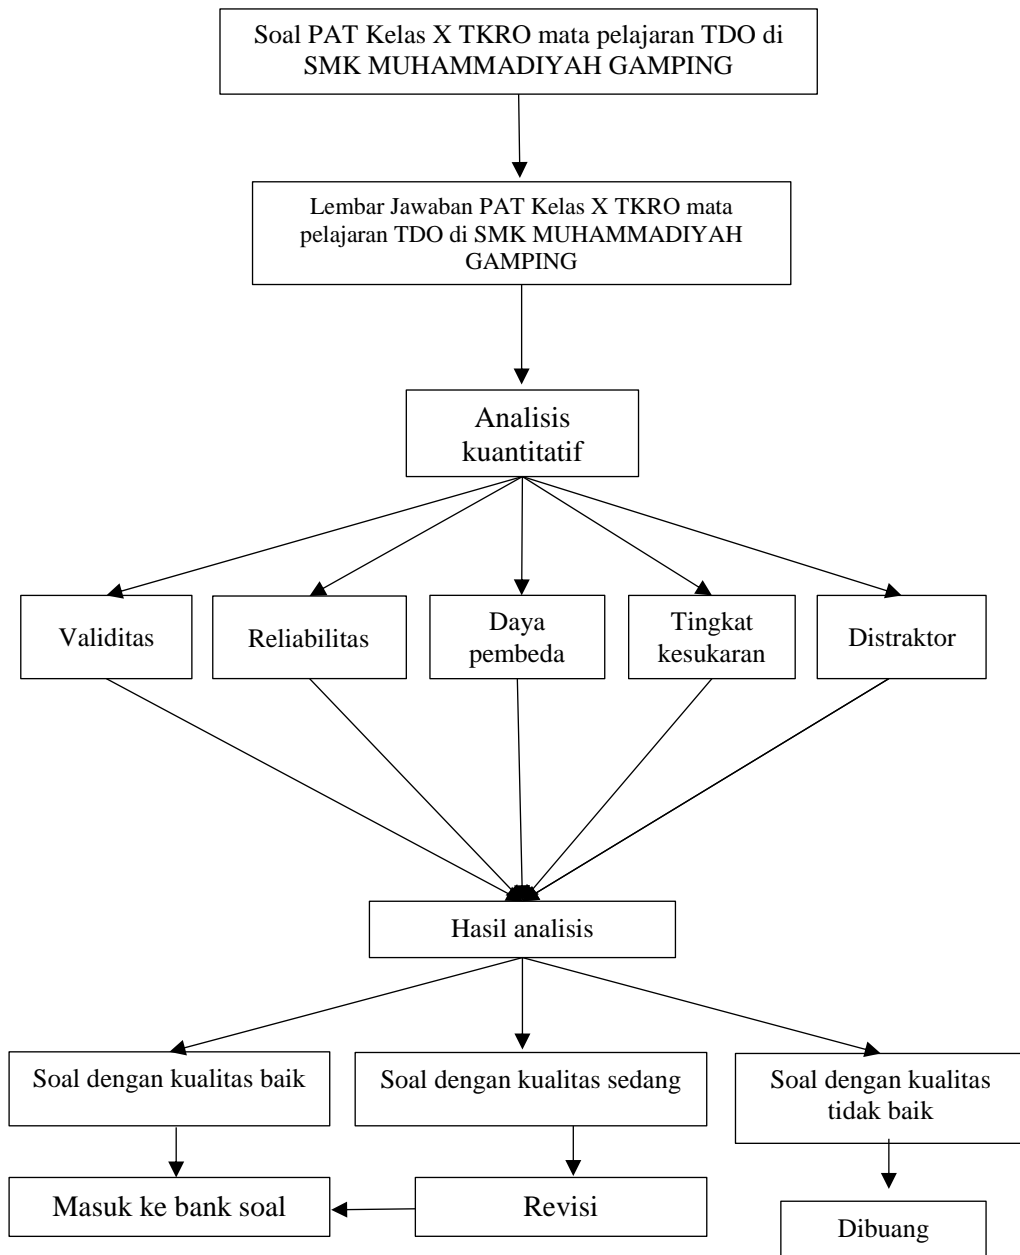 Soal PAT Kelas X TKRO mata pelajaran TDO di
SMK MUHAMMADIYAH GAMPING
Lembar Jawaban PAT Kelas X TKRO mata
pelajaran TDO di SMK MUHAMMADIYAH
GAMPING
Analisis
kuantitatif
Validitas
Reliabilitas
Daya
pembeda
Tingkat
kesukaran
Distraktor
Hasil analisis
Soal dengan kualitas baik
Soal dengan kualitas sedang
Soal dengan kualitas
tidak baik
Masuk ke bank soal
Revisi
Dibuang